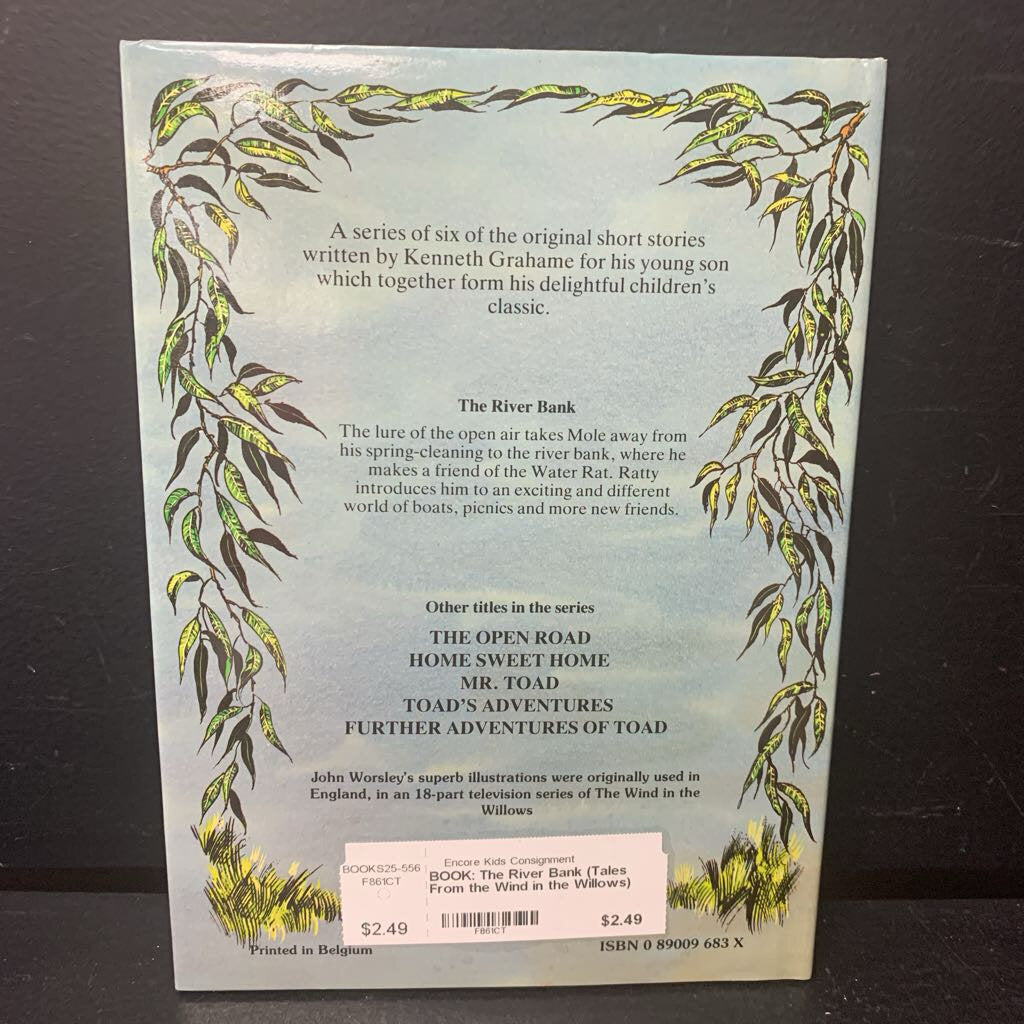 A series of six of the original short stories
written by Kenneth Grahame for his young son
which together form his delightful children's
classic.
The River Bank
The lure of the open air takes Mole away from
his spring-cleaning to the river bank, where he
makes a friend of the Water Rat. Ratty
introduces him to an exciting and different
world of boats, picnics and more new friends.
Other titles in the series
THE OPEN ROAD
HOME SWEET HOME
MR. TOAD
TOAD'S ADVENTURES
FURTHER ADVENTURES OF TOAD
John Worsley's superb illustrations were originally used in
England, in an 18-part television series of The Wind in the
Willows
BOOKS25-556
F861CT
$2.49
Encore Kids Consignment
BOOK: The River Bank (Tales
From the Wind in the Willows)
F861CT
$2.49
Printed in Belgium
ISBN 0 89009 683 X